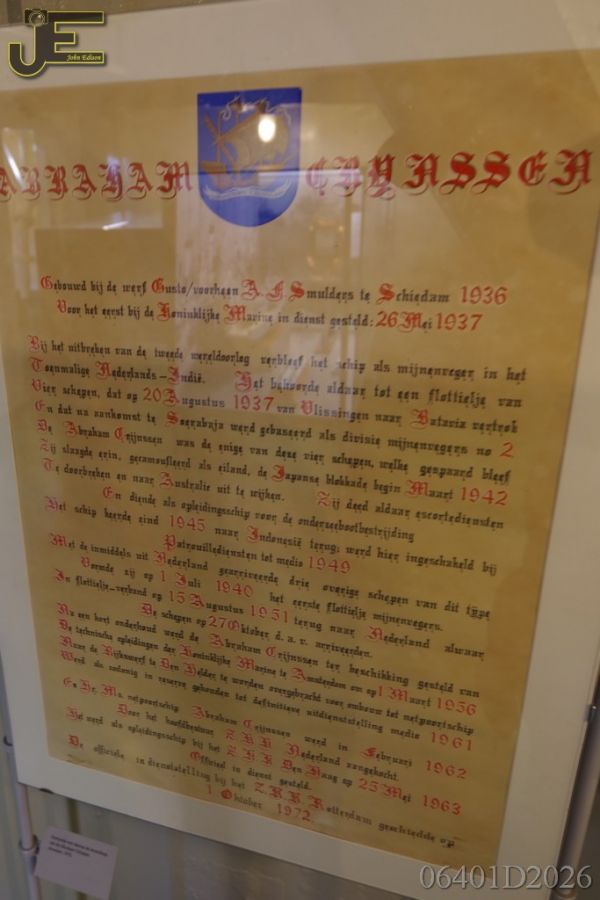 JE
John Edison
ABRAHAM CRYNSSEN
Gebouwd bij de werf Gusto/voorheen A.F. Smulders te Schiedam 1936
Voor het eerst bij de Koninklijke Marine in dienst gesteld: 26 Mei 1937
Bij het uitbreken van de tweede wereldoorlog verbleef het schip als mijnenveger in het
Toenmalige Nederlands-Indië. Het behoorde aldaar tot een flottielje van
Vier schepen, dat op 20 Augustus 1937 van Vlissingen naar Batavia vertrok
En dat na aankomst te Soerabaja werd gebaseerd als divisie mijnenvegers no 2
De Abraham Crijnssen was de enige van deze vier schepen, welke gespaard bleef
Zij slaagde erin, gecamoufleerd als eiland, de Japanse blokkade begin Maart 1942
Te doorbreken en naar Australie uit te wijken. Zij deed aldaar escortediensten
En diende als opleidingsschip voor de onderzeebootbestrijding
Het schip keerde eind 1945 naar Indonesië terug; werd hier ingeschakeld bij
Patrouillediensten tot medio 1949
Met de inmiddels uit Nederland gearriveerde drie overige schepen van dit type
Vormde zij op 1 Juli 1940 het eerste flottielje mijnenvegers.
In flottielje-verband op 15 Augustus 1951 terug naar Nederland alwaar
De schepen op 27 Oktober d.a.v. arriveerden.
Na een kort onderhoud werd de Abraham Crijnssen ter beschikking gesteld van
De technische opleidingen der Koninklijke Marine te Amsterdam om op 1 Maart 1956
Naar de Rijkswerf te Den Helder te worden overgebracht voor ombouw tot netpoortschip
Werd als zodanig in reserve gehouden tot definitieve uitdienststelling medio 1961
En Hr. Ms. netpoortschip Abraham Crijnssen werd in Februari 1962
Door het hoofdbestuur Z.K.N. Nederland aangekocht.
Het werd als opleidingsschip bij het Z.K.N. Den Haag op 25 Mei 1963
Officieel in dienst gesteld.
De officiële in dienststelling bij het Z.K.N. Rotterdam geschiedde op
1 Oktober 1972.
06401D2026